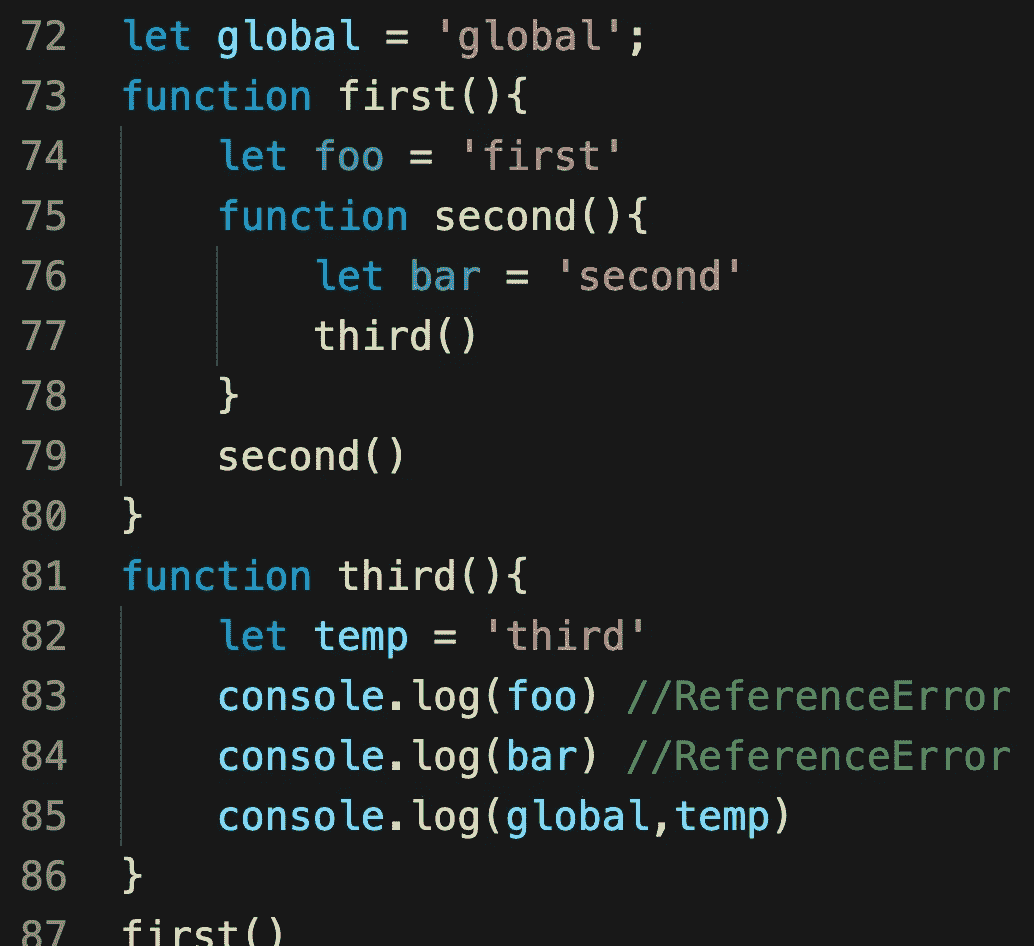 72 let global = 'global';
73 function first(){
74 let foo = 'first'
75 function second(){
76 let bar = 'second'
77 third()
78 }
79 second()
80 }
81 function third(){
82 let temp = 'third'
83 console.log(foo) //ReferenceError
84 console.log(bar) //ReferenceError
85 console.log(global,temp)
86 }
87 first()